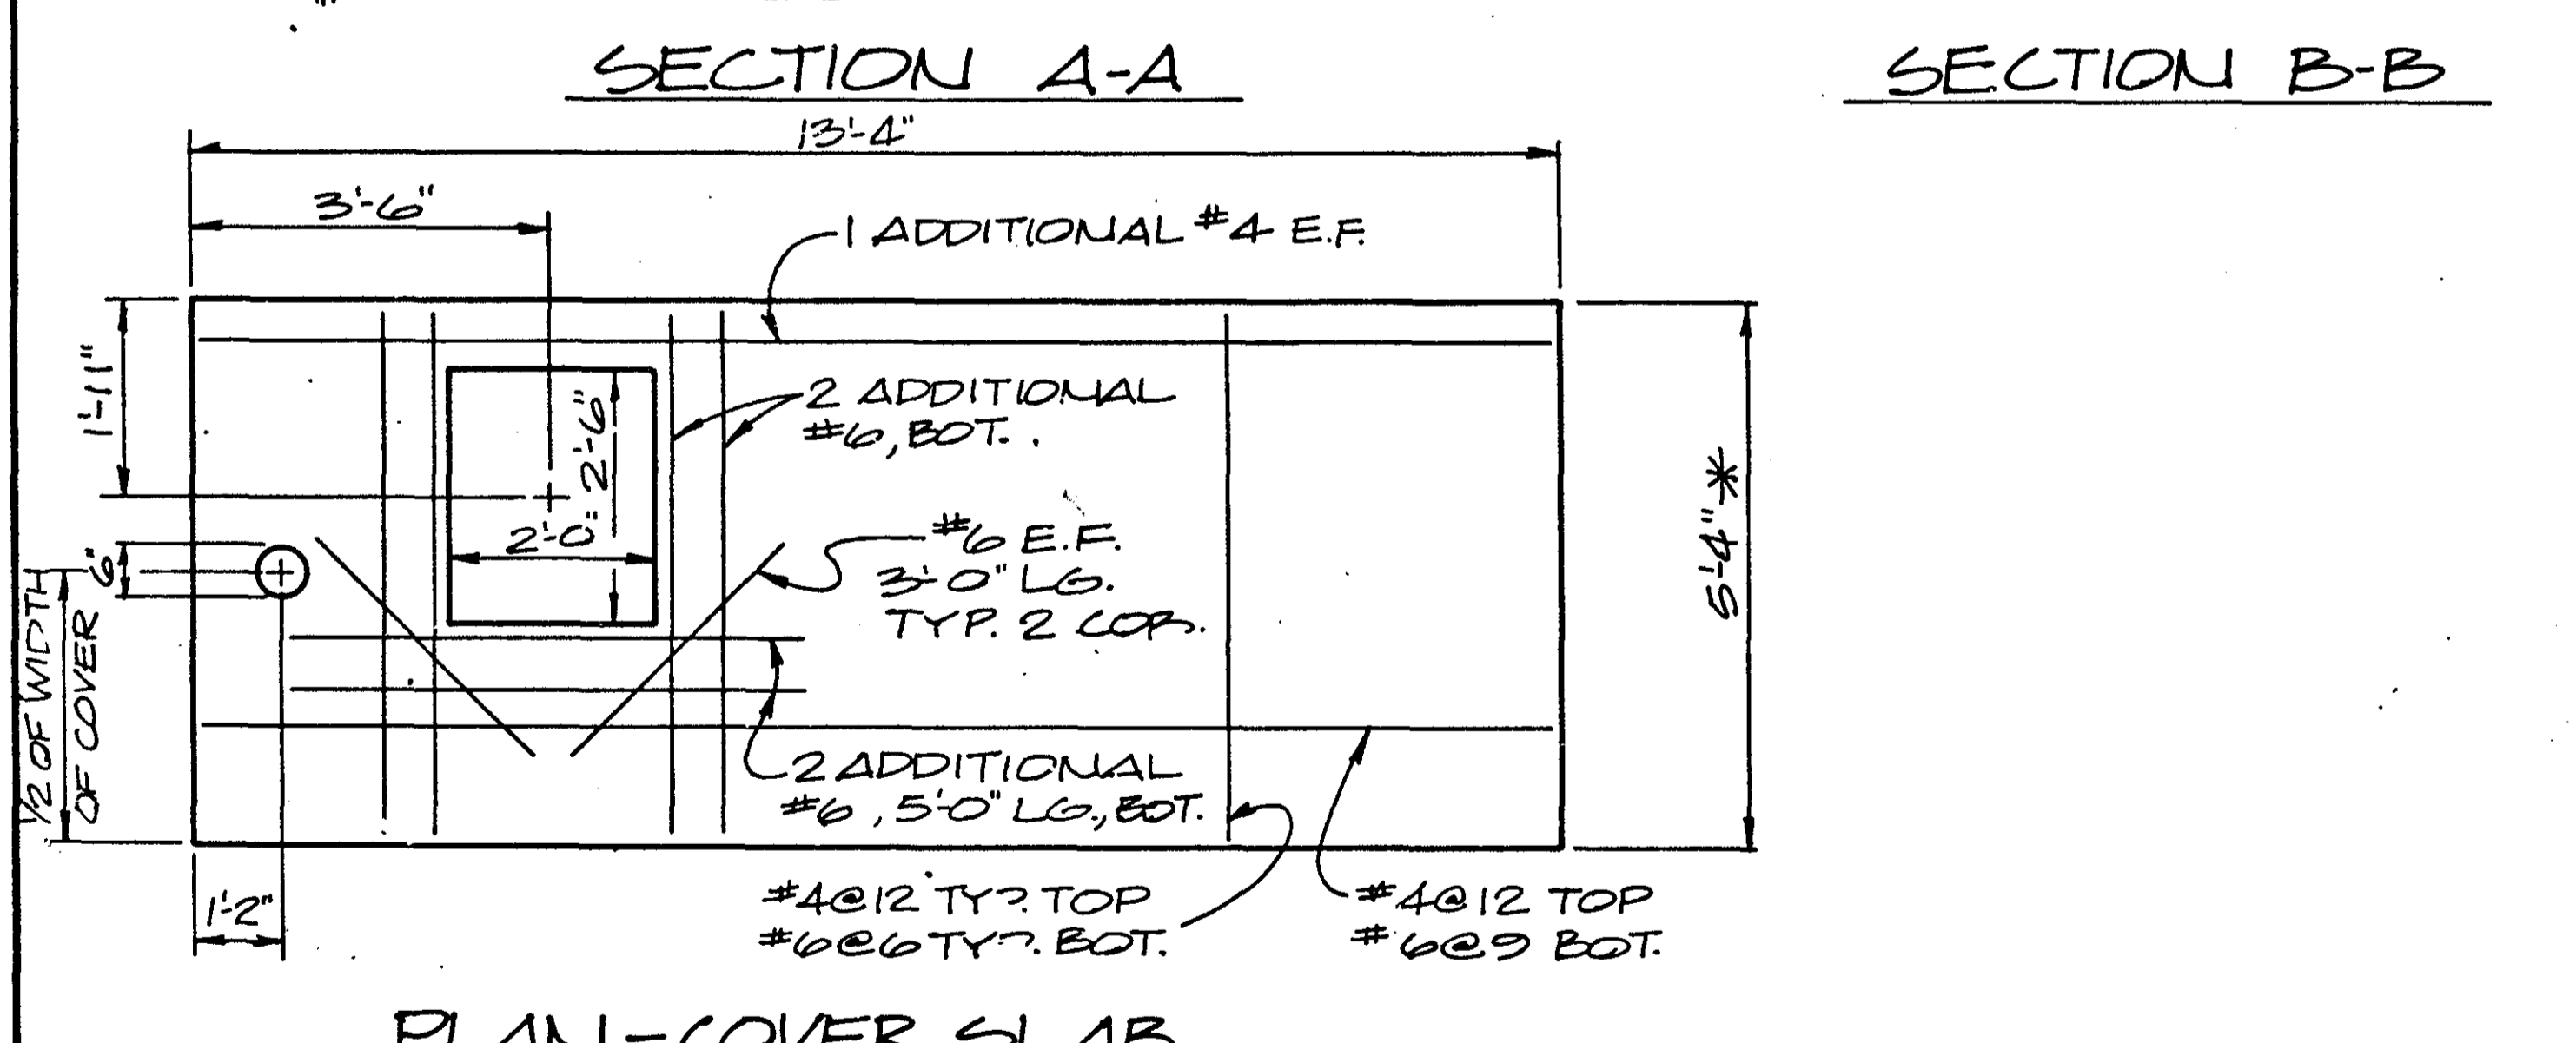 SECTION A-A
SECTION B-B
13'-4"
3'-6"
1 ADDITIONAL #4 E.F.
1'-11"
2 ADDITIONAL
#6, BOT.
2'-6"
2'-0"
#6 E.F.
3'-0" LG.
TYP. 2 COR.
5'-4" *
6"
1/2 OF WIDTH
OF COVER
2 ADDITIONAL
#6, 5'-0" LG., BOT.
1'-2"
#4@12 TYP. TOP
#6@6 TYP. BOT.
#4@12 TOP
#6@9 BOT.
PLAN-COVER SLAB